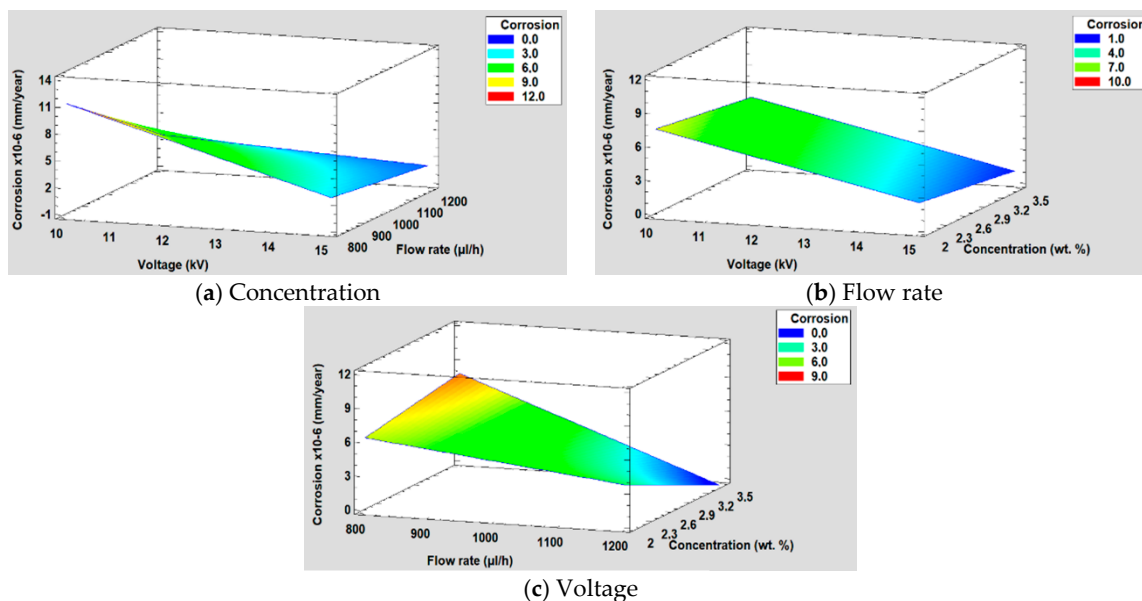 Corrosion
0.0
3.0
6.0
9.0
12.0
Corrosion x10-6 (mm/year)
14
11
8
5
2
-1
10 11 12 13 14 15
Voltage (kV)
800 900 1000 1100 1200
Flow rate (µl/h)
(a) Concentration
Corrosion
1.0
4.0
7.0
10.0
Corrosion x10-6 (mm/year)
12
9
6
3
0
10 11 12 13 14 15
Voltage (kV)
2 2.3 2.6 2.9 3.2 3.5
Concentration (wt. %)
(b) Flow rate
Corrosion
0.0
3.0
6.0
9.0
Corrosion x10-6 (mm/year)
12
9
6
3
0
800 900 1000 1100 1200
Flow rate (µl/h)
2 2.3 2.6 2.9 3.2 3.5
Concentration (wt. %)
(c) Voltage